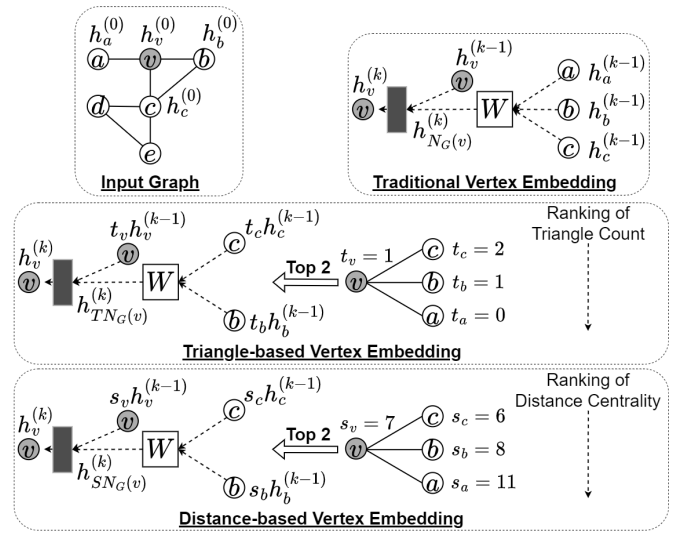 h_a^{(0)} h_v^{(0)} h_b^{(0)}
a v b
d c h_c^{(0)}
e
Input Graph
h_v^{(k-1)}
h_v^{(k)} a h_a^{(k-1)}
v W b h_b^{(k-1)}
h_{N_G(v)}^{(k)} c h_c^{(k-1)}
Traditional Vertex Embedding
t_v h_v^{(k-1)} t_c h_c^{(k-1)}
h_v^{(k)} v c
v W
h_{TN_G(v)}^{(k)} b t_b h_b^{(k-1)}
Top 2
t_v = 1 c t_c = 2
v b t_b = 1
a t_a = 0
Ranking of
Triangle Count
Triangle-based Vertex Embedding
s_v h_v^{(k-1)} s_c h_c^{(k-1)}
h_v^{(k)} v c
v W
h_{SN_G(v)}^{(k)} b s_b h_b^{(k-1)}
Top 2
s_v = 7 c s_c = 6
v b s_b = 8
a s_a = 11
Ranking of
Distance Centrality
Distance-based Vertex Embedding